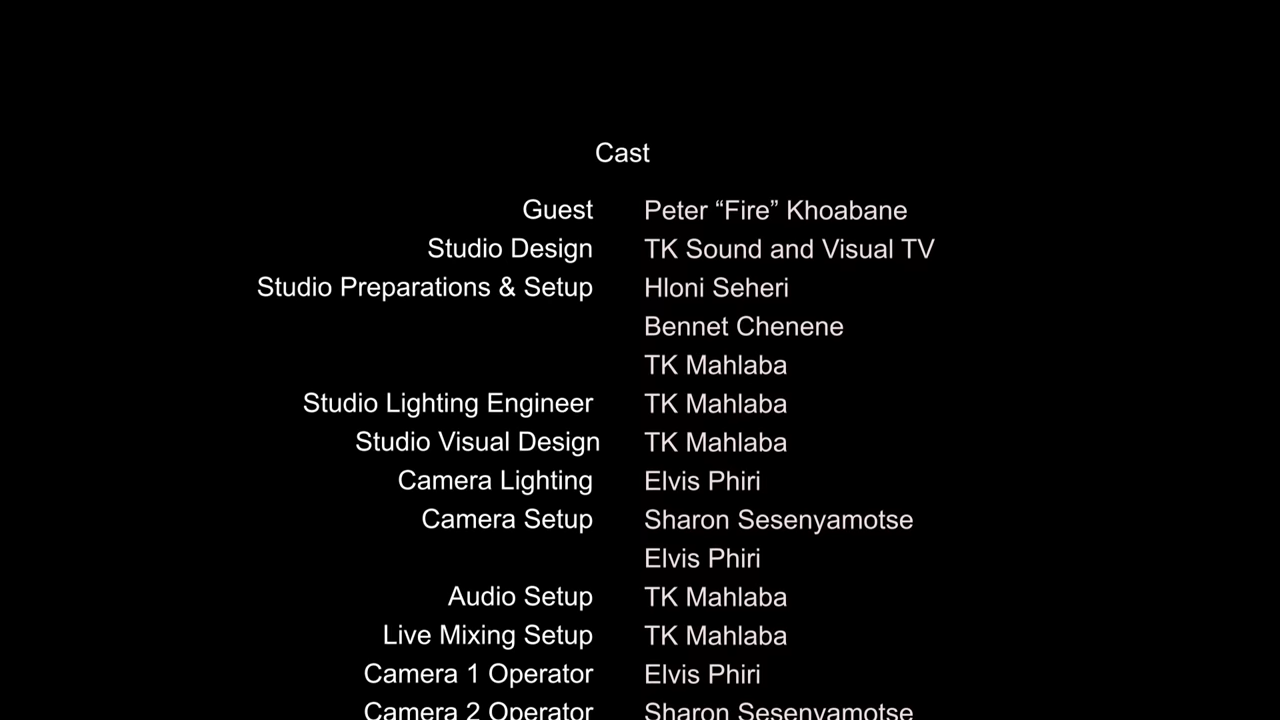 Cast
Guest Peter “Fire” Khoabane
Studio Design TK Sound and Visual TV
Studio Preparations & Setup Hloni Seheri
Bennet Chenene
TK Mahlaba
Studio Lighting Engineer TK Mahlaba
Studio Visual Design TK Mahlaba
Camera Lighting Elvis Phiri
Camera Setup Sharon Sesenyamotse
Elvis Phiri
Audio Setup TK Mahlaba
Live Mixing Setup TK Mahlaba
Camera 1 Operator Elvis Phiri
Camera 2 Operator Sharon Sesenyamotse